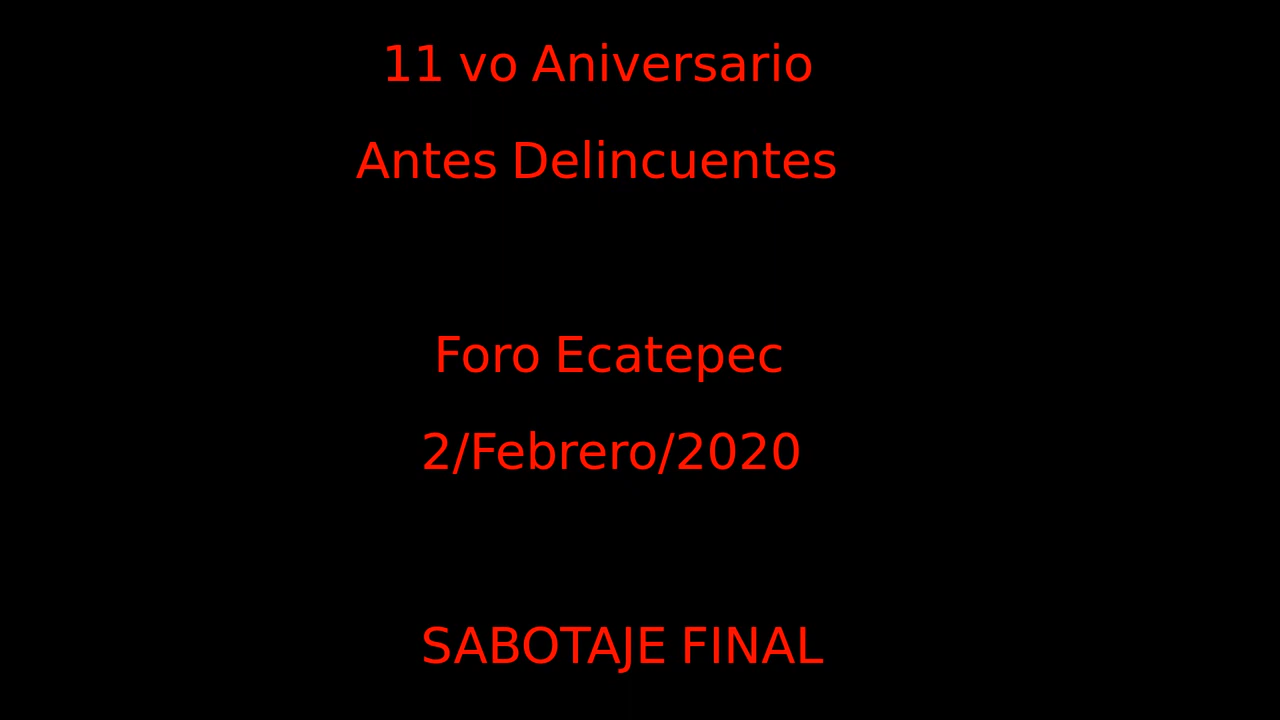 11 vo Aniversario
Antes Delincuentes
Foro Ecatepec
2/Febrero/2020
SABOTAJE FINAL